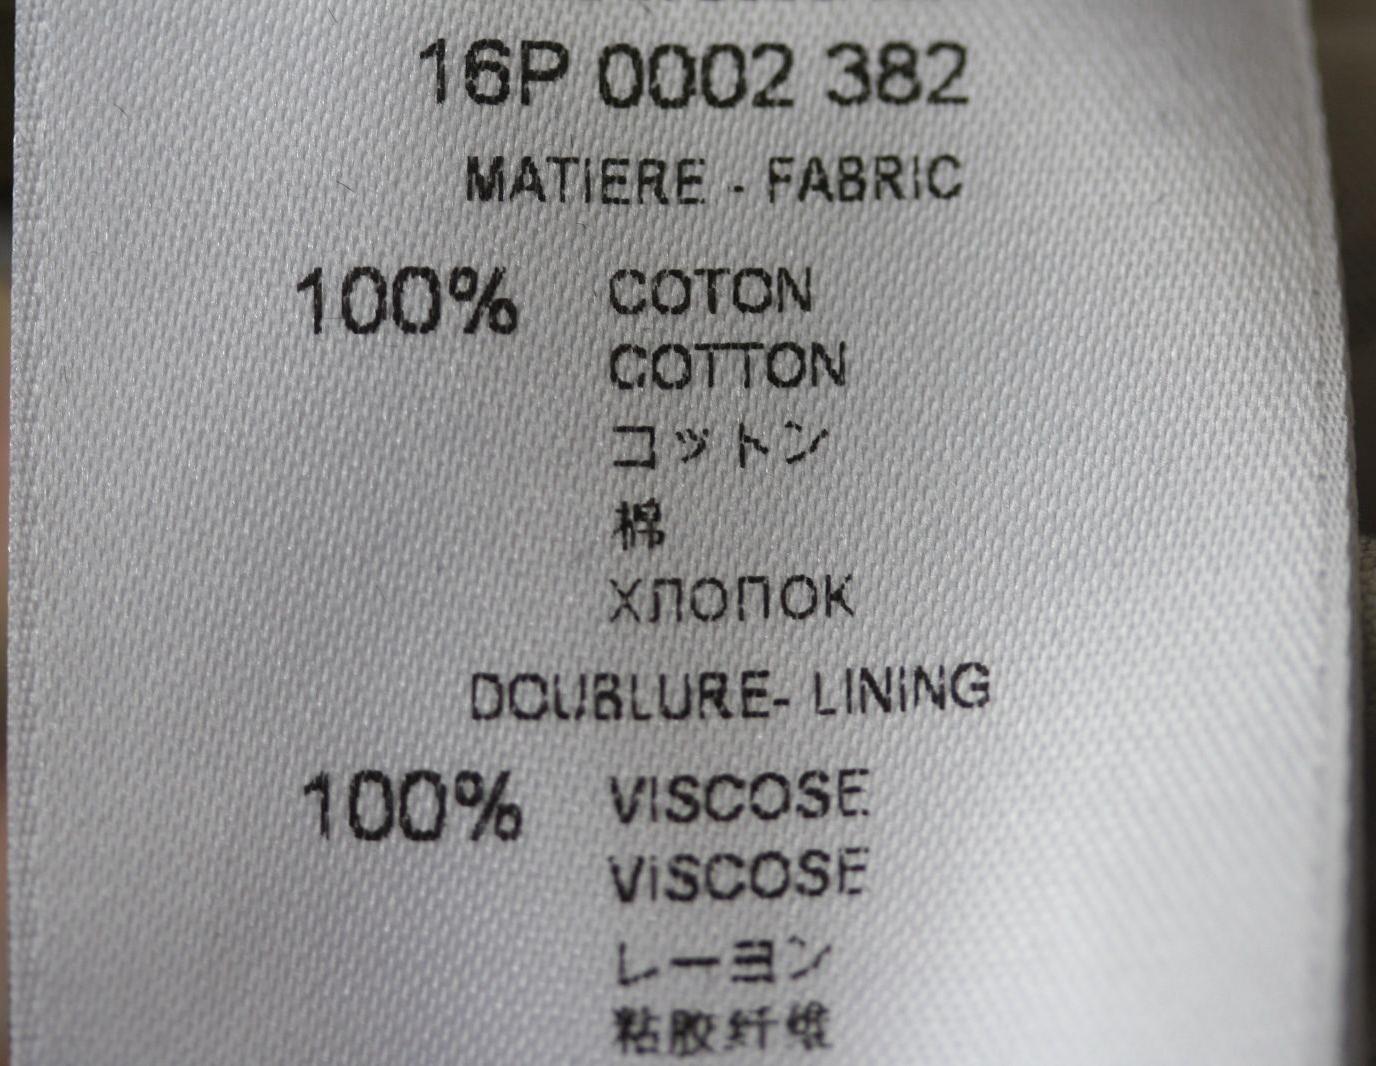 16P 0002 382
MATIERE - FABRIC
100% COTON
COTTON
コットン
棉
ХЛОПОК
DOUBLURE- LINING
100% VISCOSE
VISCOSE
レーヨン
粘胶纤维